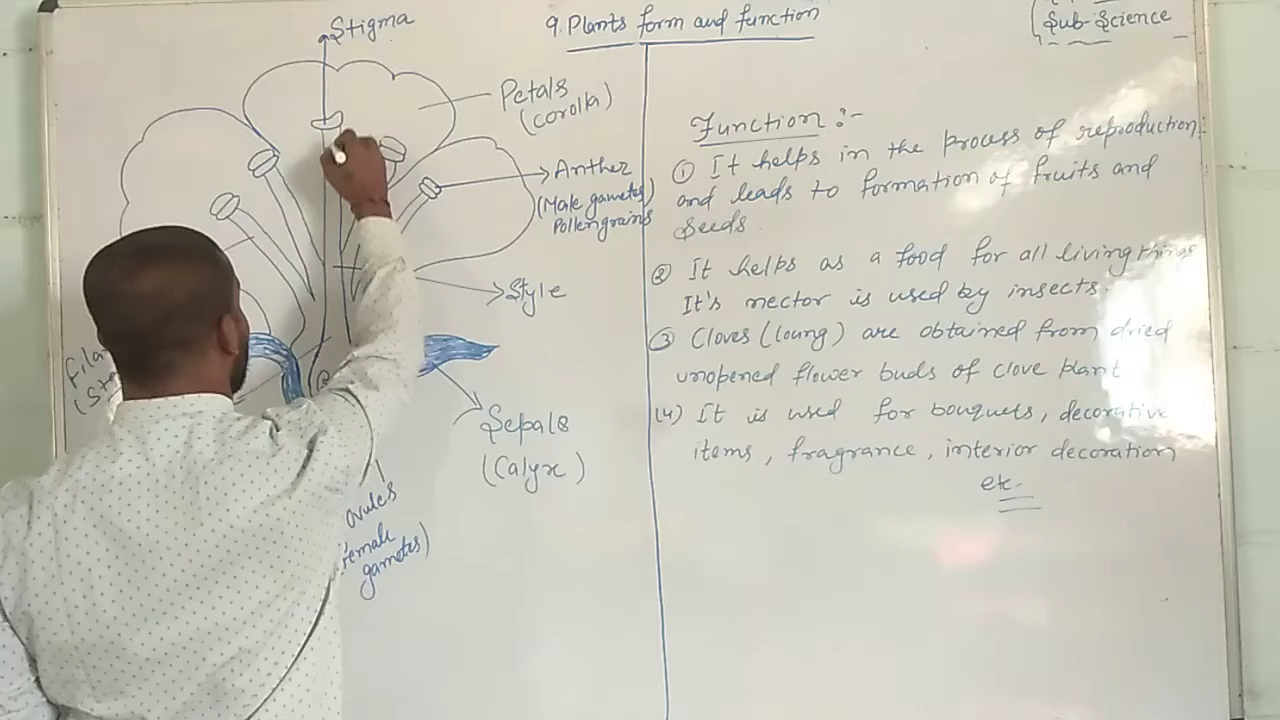 9. Plants form and function
Sub-Science
Stigma
Petals
(corolla)
Anther
(Male gametes)
Pollengrains
Style
Sepals
(Calyx)
ovules
gametes)
Function :-
① It helps in the process of reproduction
and leads to formation of fruits and
seeds.
② It helps as a food for all living things
It's nector is used by insects.
③ Cloves (loung) are obtained from dried
unopened flower buds of clove plant
(4) It is used for bouquets, decorative
items, fragrance, interior decoration
etc.